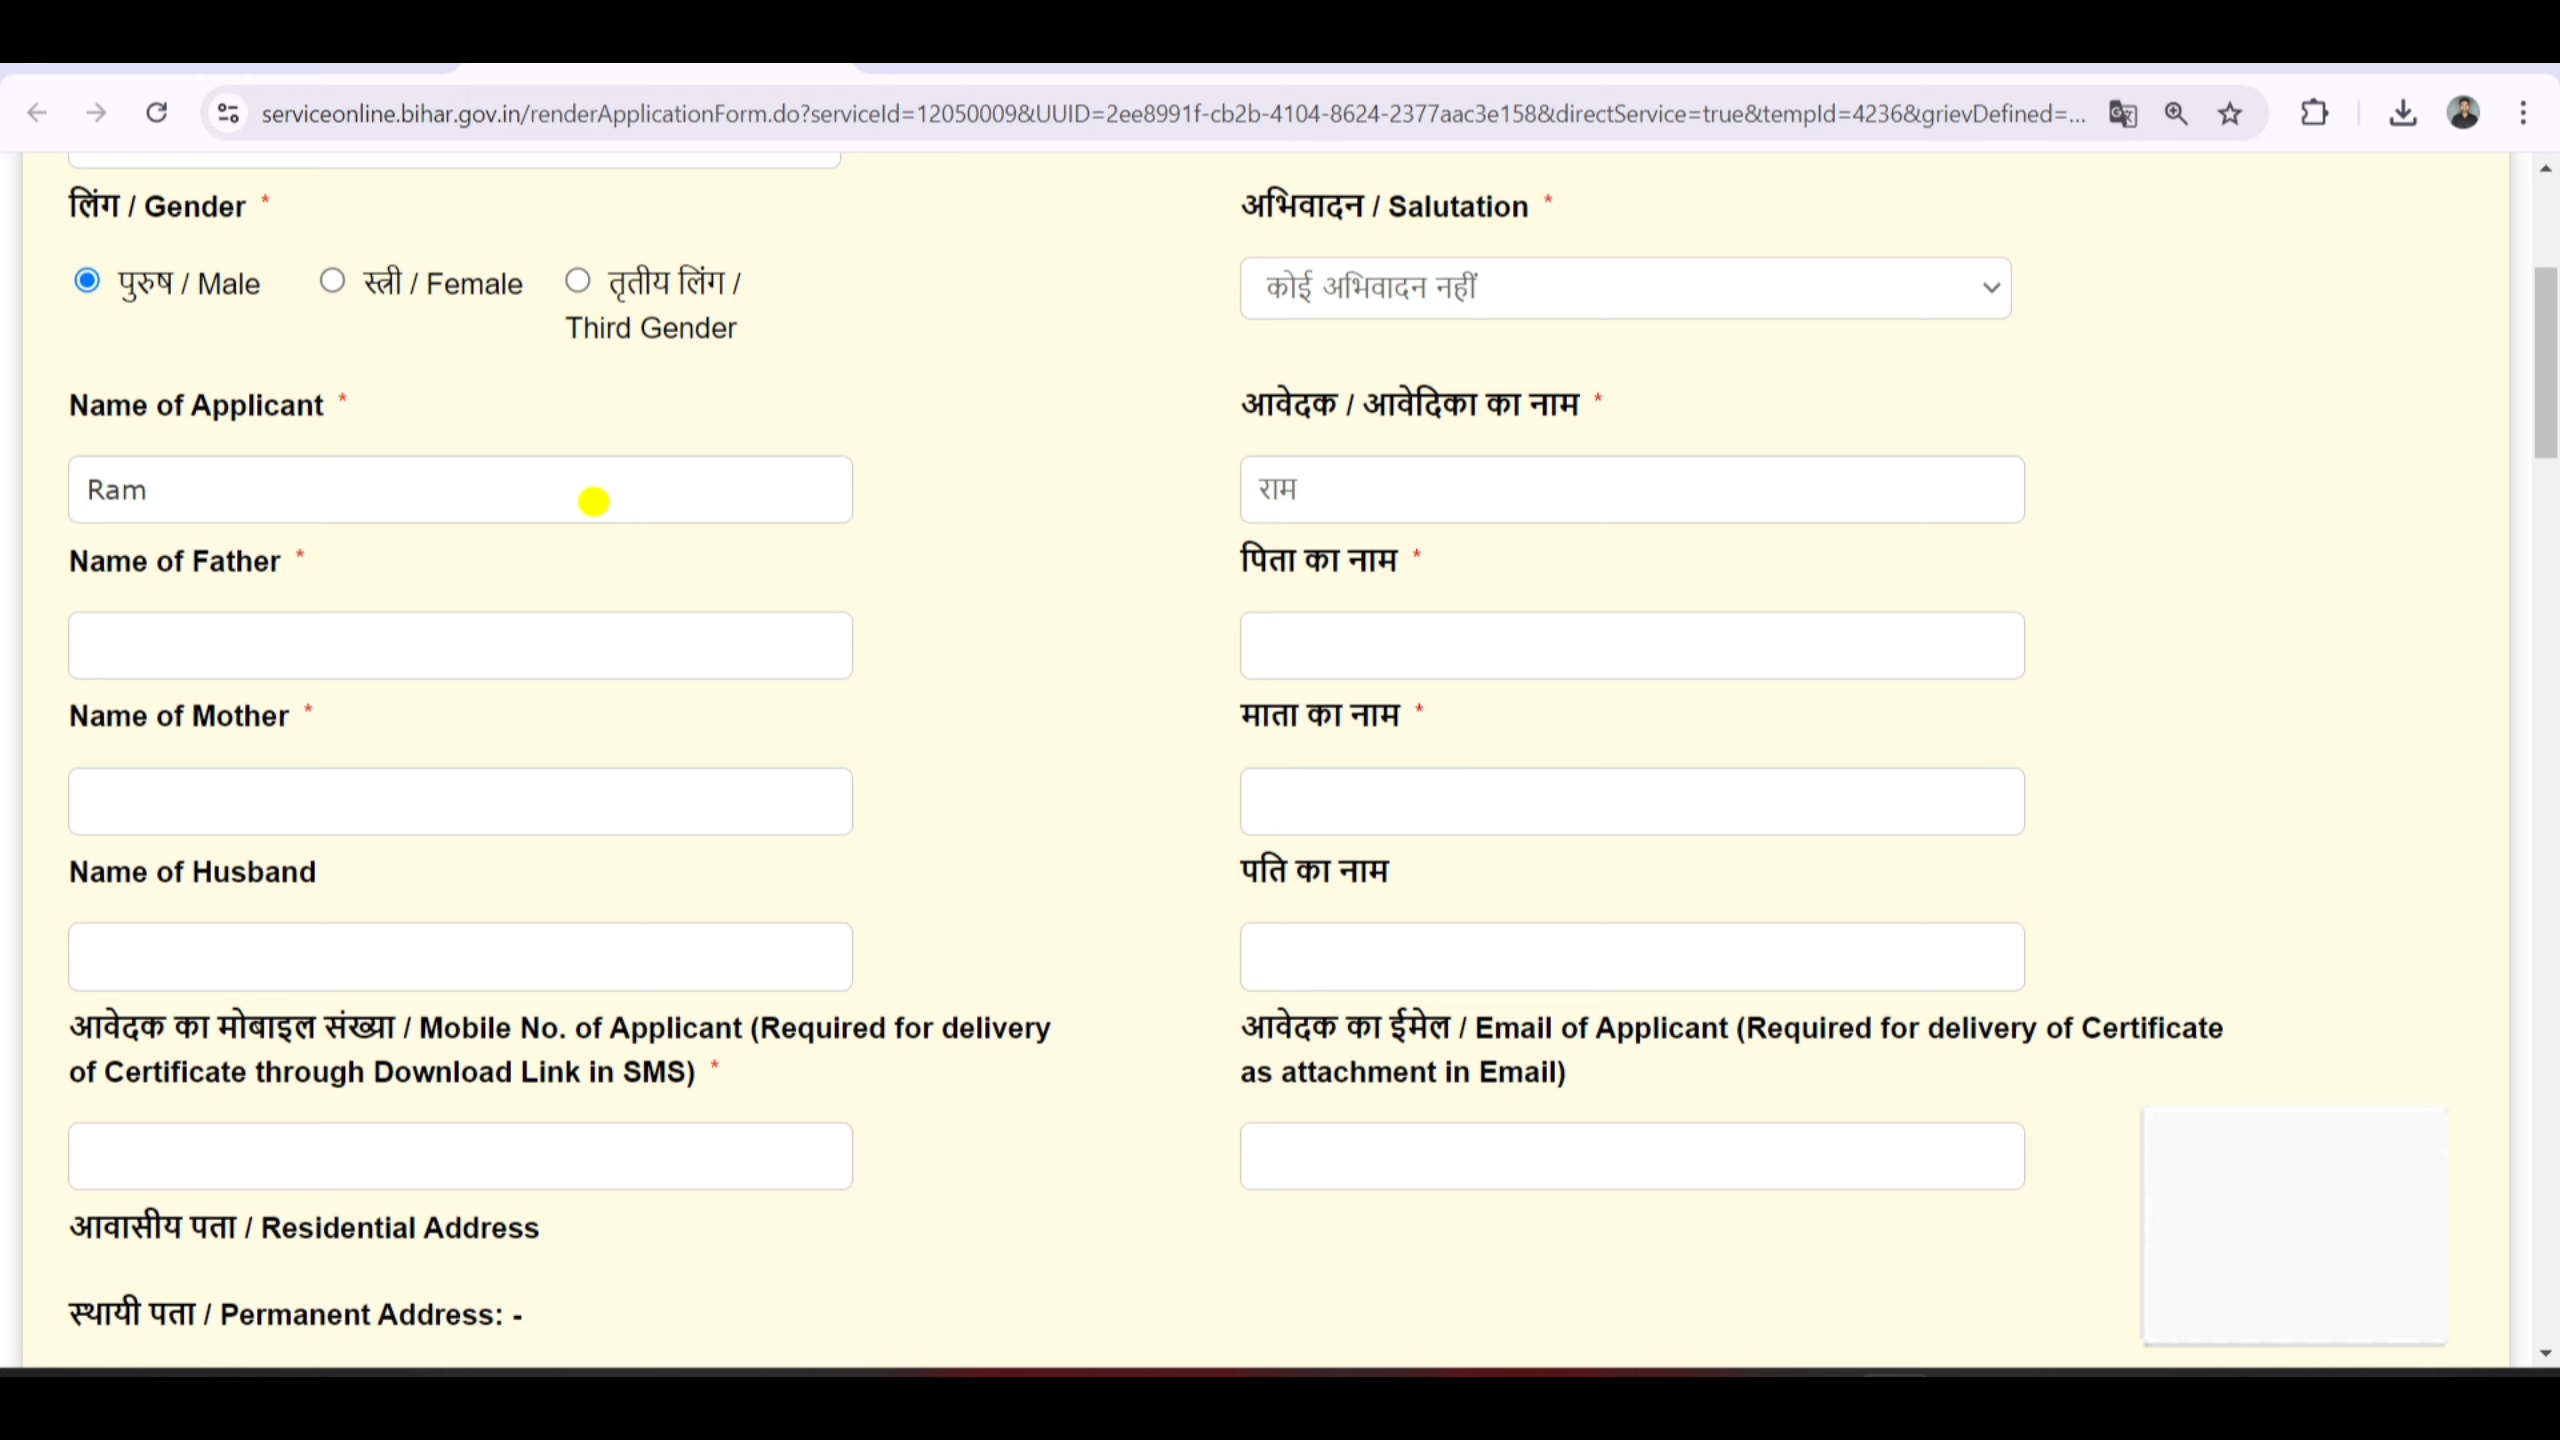 serviceonline.bihar.gov.in/renderApplicationForm.do?serviceId=12050009&UUID=2ee8991f-cb2b-4104-8624-2377aac3e158&directService=true&tempId=4236&grievDefined=...
लिंग / Gender *
अभिवादन / Salutation *
पुरुष / Male
स्त्री / Female
तृतीय लिंग /
Third Gender
कोई अभिवादन नहीं
Name of Applicant *
आवेदक / आवेदिका का नाम *
Ram
राम
Name of Father *
पिता का नाम *
Name of Mother *
माता का नाम *
Name of Husband
पति का नाम
आवेदक का मोबाइल संख्या / Mobile No. of Applicant (Required for delivery
of Certificate through Download Link in SMS) *
आवेदक का ईमेल / Email of Applicant (Required for delivery of Certificate
as attachment in Email)
आवासीय पता / Residential Address
स्थायी पता / Permanent Address: -